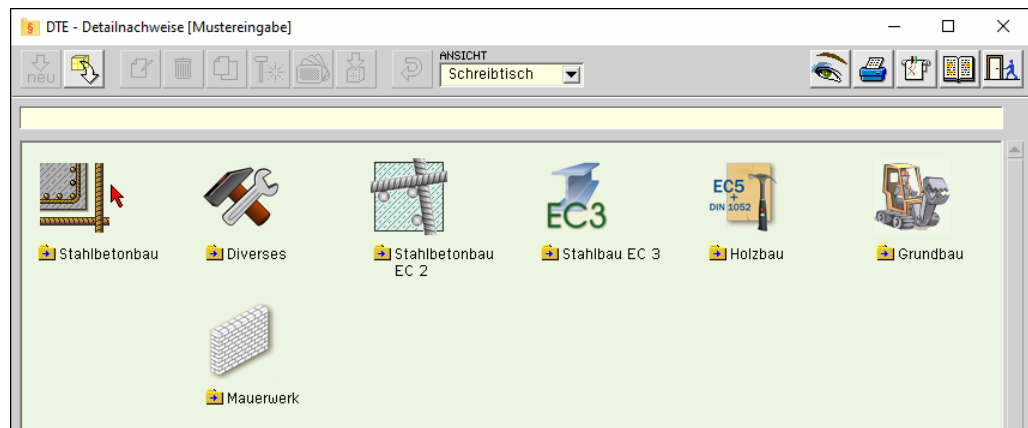 DTE - Detailnachweise [Mustereingabe]
neu
ANSICHT
Schreibtisch
EC3
EC5
+
DIN 1052
Stahlbetonbau
Diverses
Stahlbetonbau
EC 2
Stahlbau EC 3
Holzbau
Grundbau
Mauerwerk